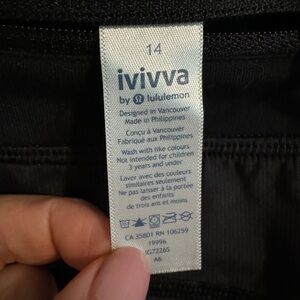 14
ivivva
by lululemon
Designed in Vancouver
Made in Philippines
Conçu à Vancouver
Fabriqué aux Philippines
Wash with like colours
Not intended for children
3 years and under
Laver avec des couleurs
similaires seulement
Ne pas laisser à la portée
des enfants
de trois ans et moins
CA 35801 RN 106259
19996
A6